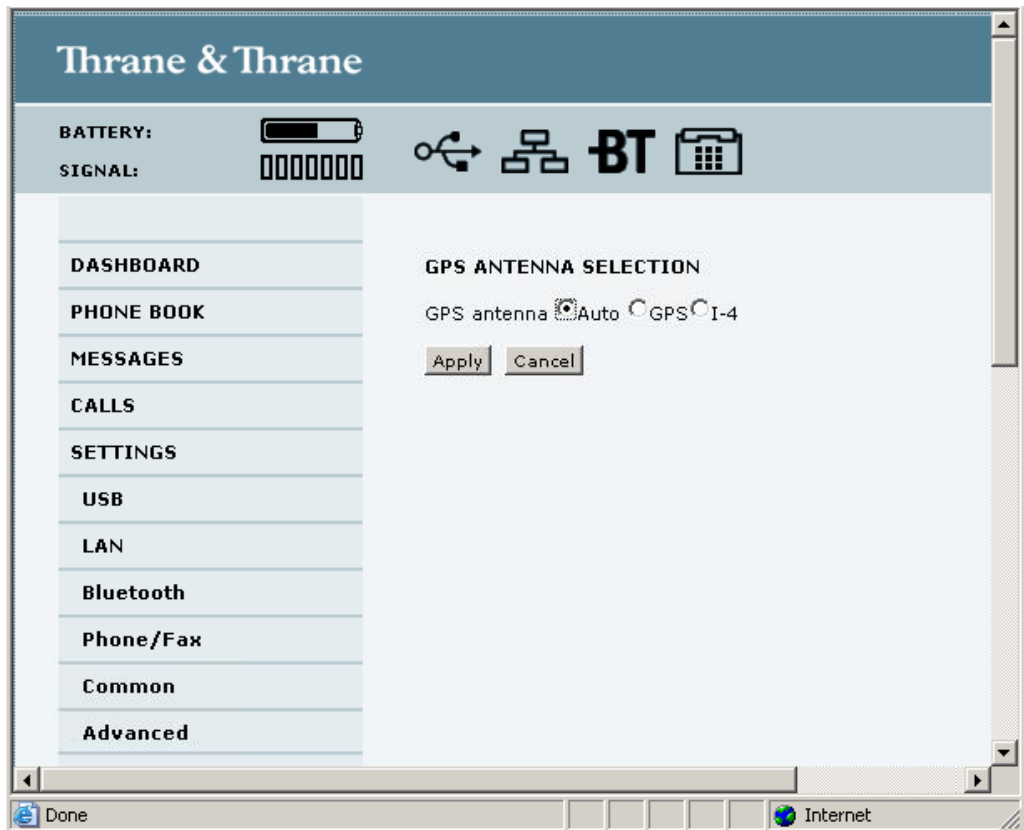 Thrane & Thrane
BATTERY:
SIGNAL:
BT
DASHBOARD
PHONE BOOK
MESSAGES
CALLS
SETTINGS
USB
LAN
Bluetooth
Phone/Fax
Common
Advanced
GPS ANTENNA SELECTION
GPS antenna Auto GPS I-4
Apply Cancel
Done
Internet